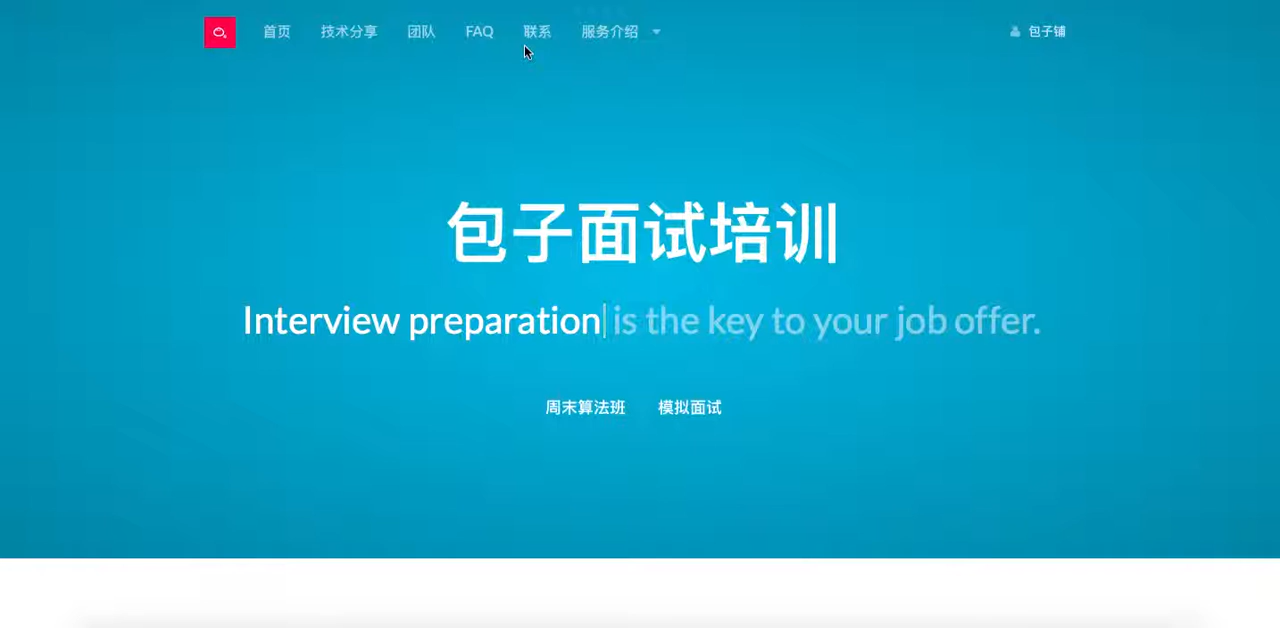 首页 技术分享 团队 FAQ 联系 服务介绍 包子铺
包子面试培训
Interview preparation is the key to your job offer.
周末算法班 模拟面试